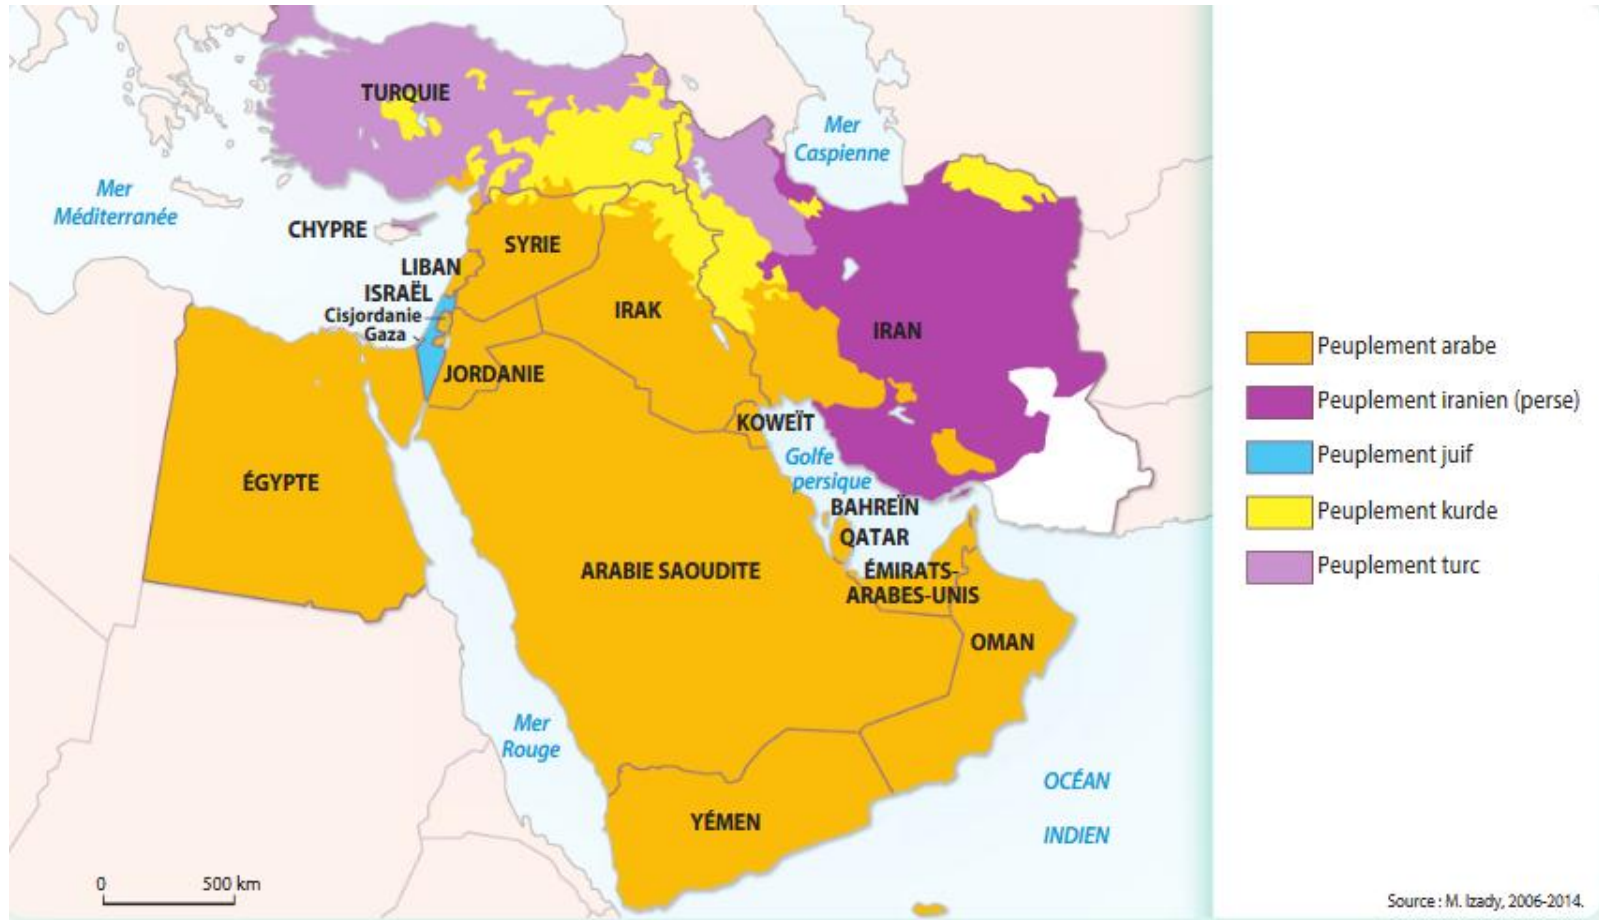 TURQUIE
Mer
Caspienne
Mer
Méditerranée
CHYPRE
SYRIE
LIBAN
ISRAËL
Cisjordanie
Gaza
IRAK
IRAN
JORDANIE
KOWEÏT
Golfe
persique
ÉGYPTE
BAHREÏN
QATAR
ARABIE SAOUDITE
ÉMIRATS-
ARABES-UNIS
OMAN
Mer
Rouge
OCÉAN
INDIEN
YÉMEN
0 500 km
Peuplement arabe
Peuplement iranien (perse)
Peuplement juif
Peuplement kurde
Peuplement turc
Source : M. Izady, 2006-2014.